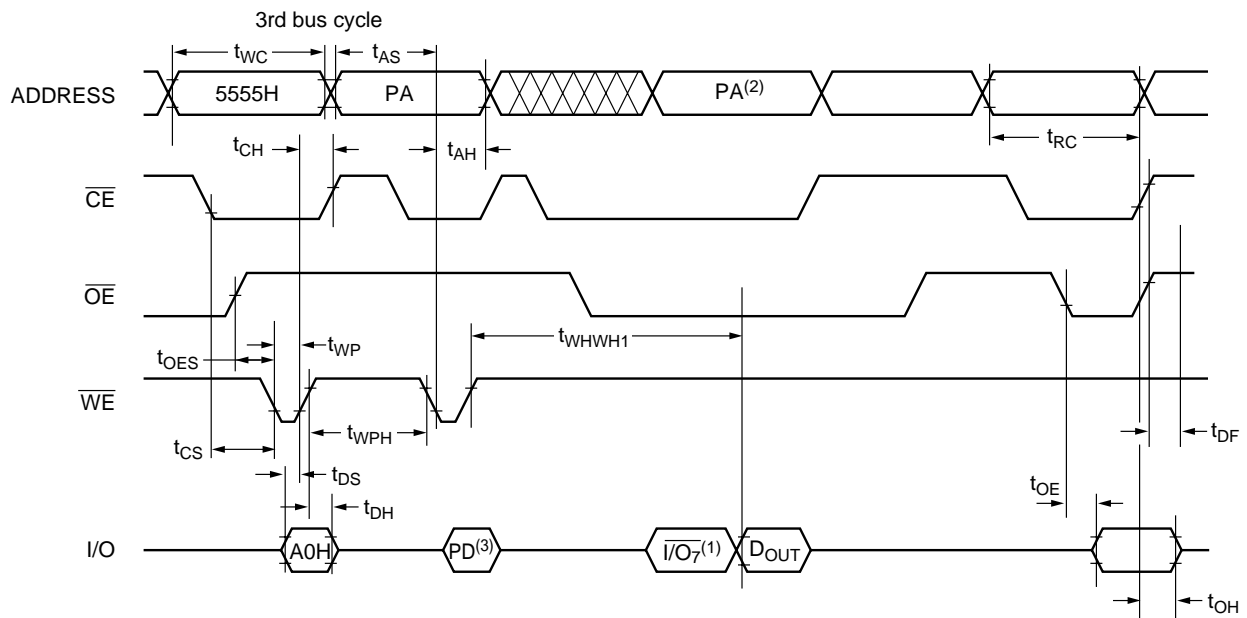 3rd bus cycle
tWC tAS
ADDRESS 5555H PA PA(2)
tCH tAH tRC
CE
OE
tWP tWHWH1
tOES
WE
tWPH tDF
tCS
tDS
tOE
tDH
I/O A0H PD(3) I/O7(1) DOUT
tOH